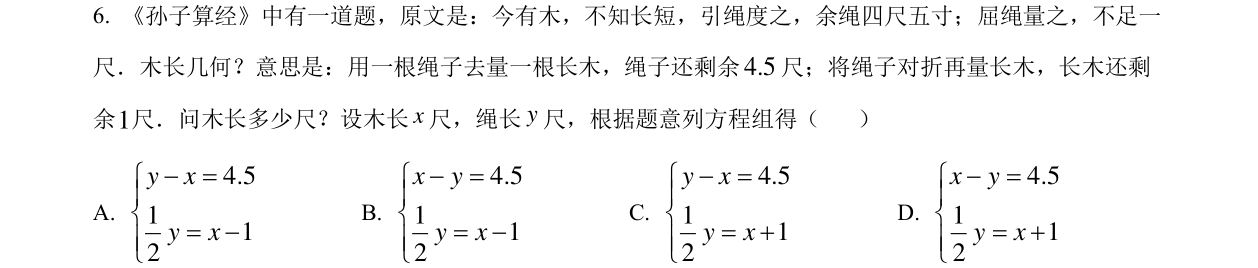 6. 《孙子算经》中有一道题，原文是：今有木，不知长短，引绳度之，余绳四尺五寸；屈绳量之，不足一
尺．木长几何？意思是：用一根绳子去量一根长木，绳子还剩余4.5尺；将绳子对折再量长木，长木还剩
余1尺．问木长多少尺？设木长 x 尺，绳长 y 尺，根据题意列方程组得（　　）
A. { y − x = 4.5
1/2 y = x − 1
B. { x − y = 4.5
1/2 y = x − 1
C. { y − x = 4.5
1/2 y = x + 1
D. { x − y = 4.5
1/2 y = x + 1